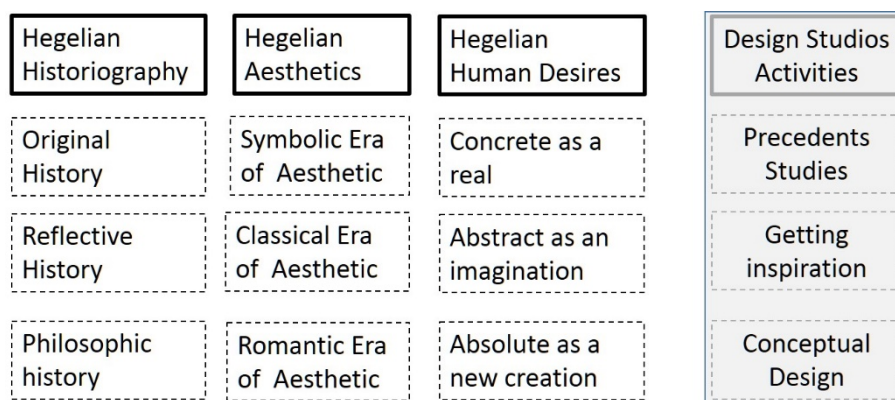 Hegelian
Historiography
Hegelian
Aesthetics
Hegelian
Human Desires
Design Studios
Activities
Original
History
Symbolic Era
of Aesthetic
Concrete as a
real
Precedents
Studies
Reflective
History
Classical Era
of Aesthetic
Abstract as an
imagination
Getting
inspiration
Philosophic
history
Romantic Era
of Aesthetic
Absolute as a
new creation
Conceptual
Design